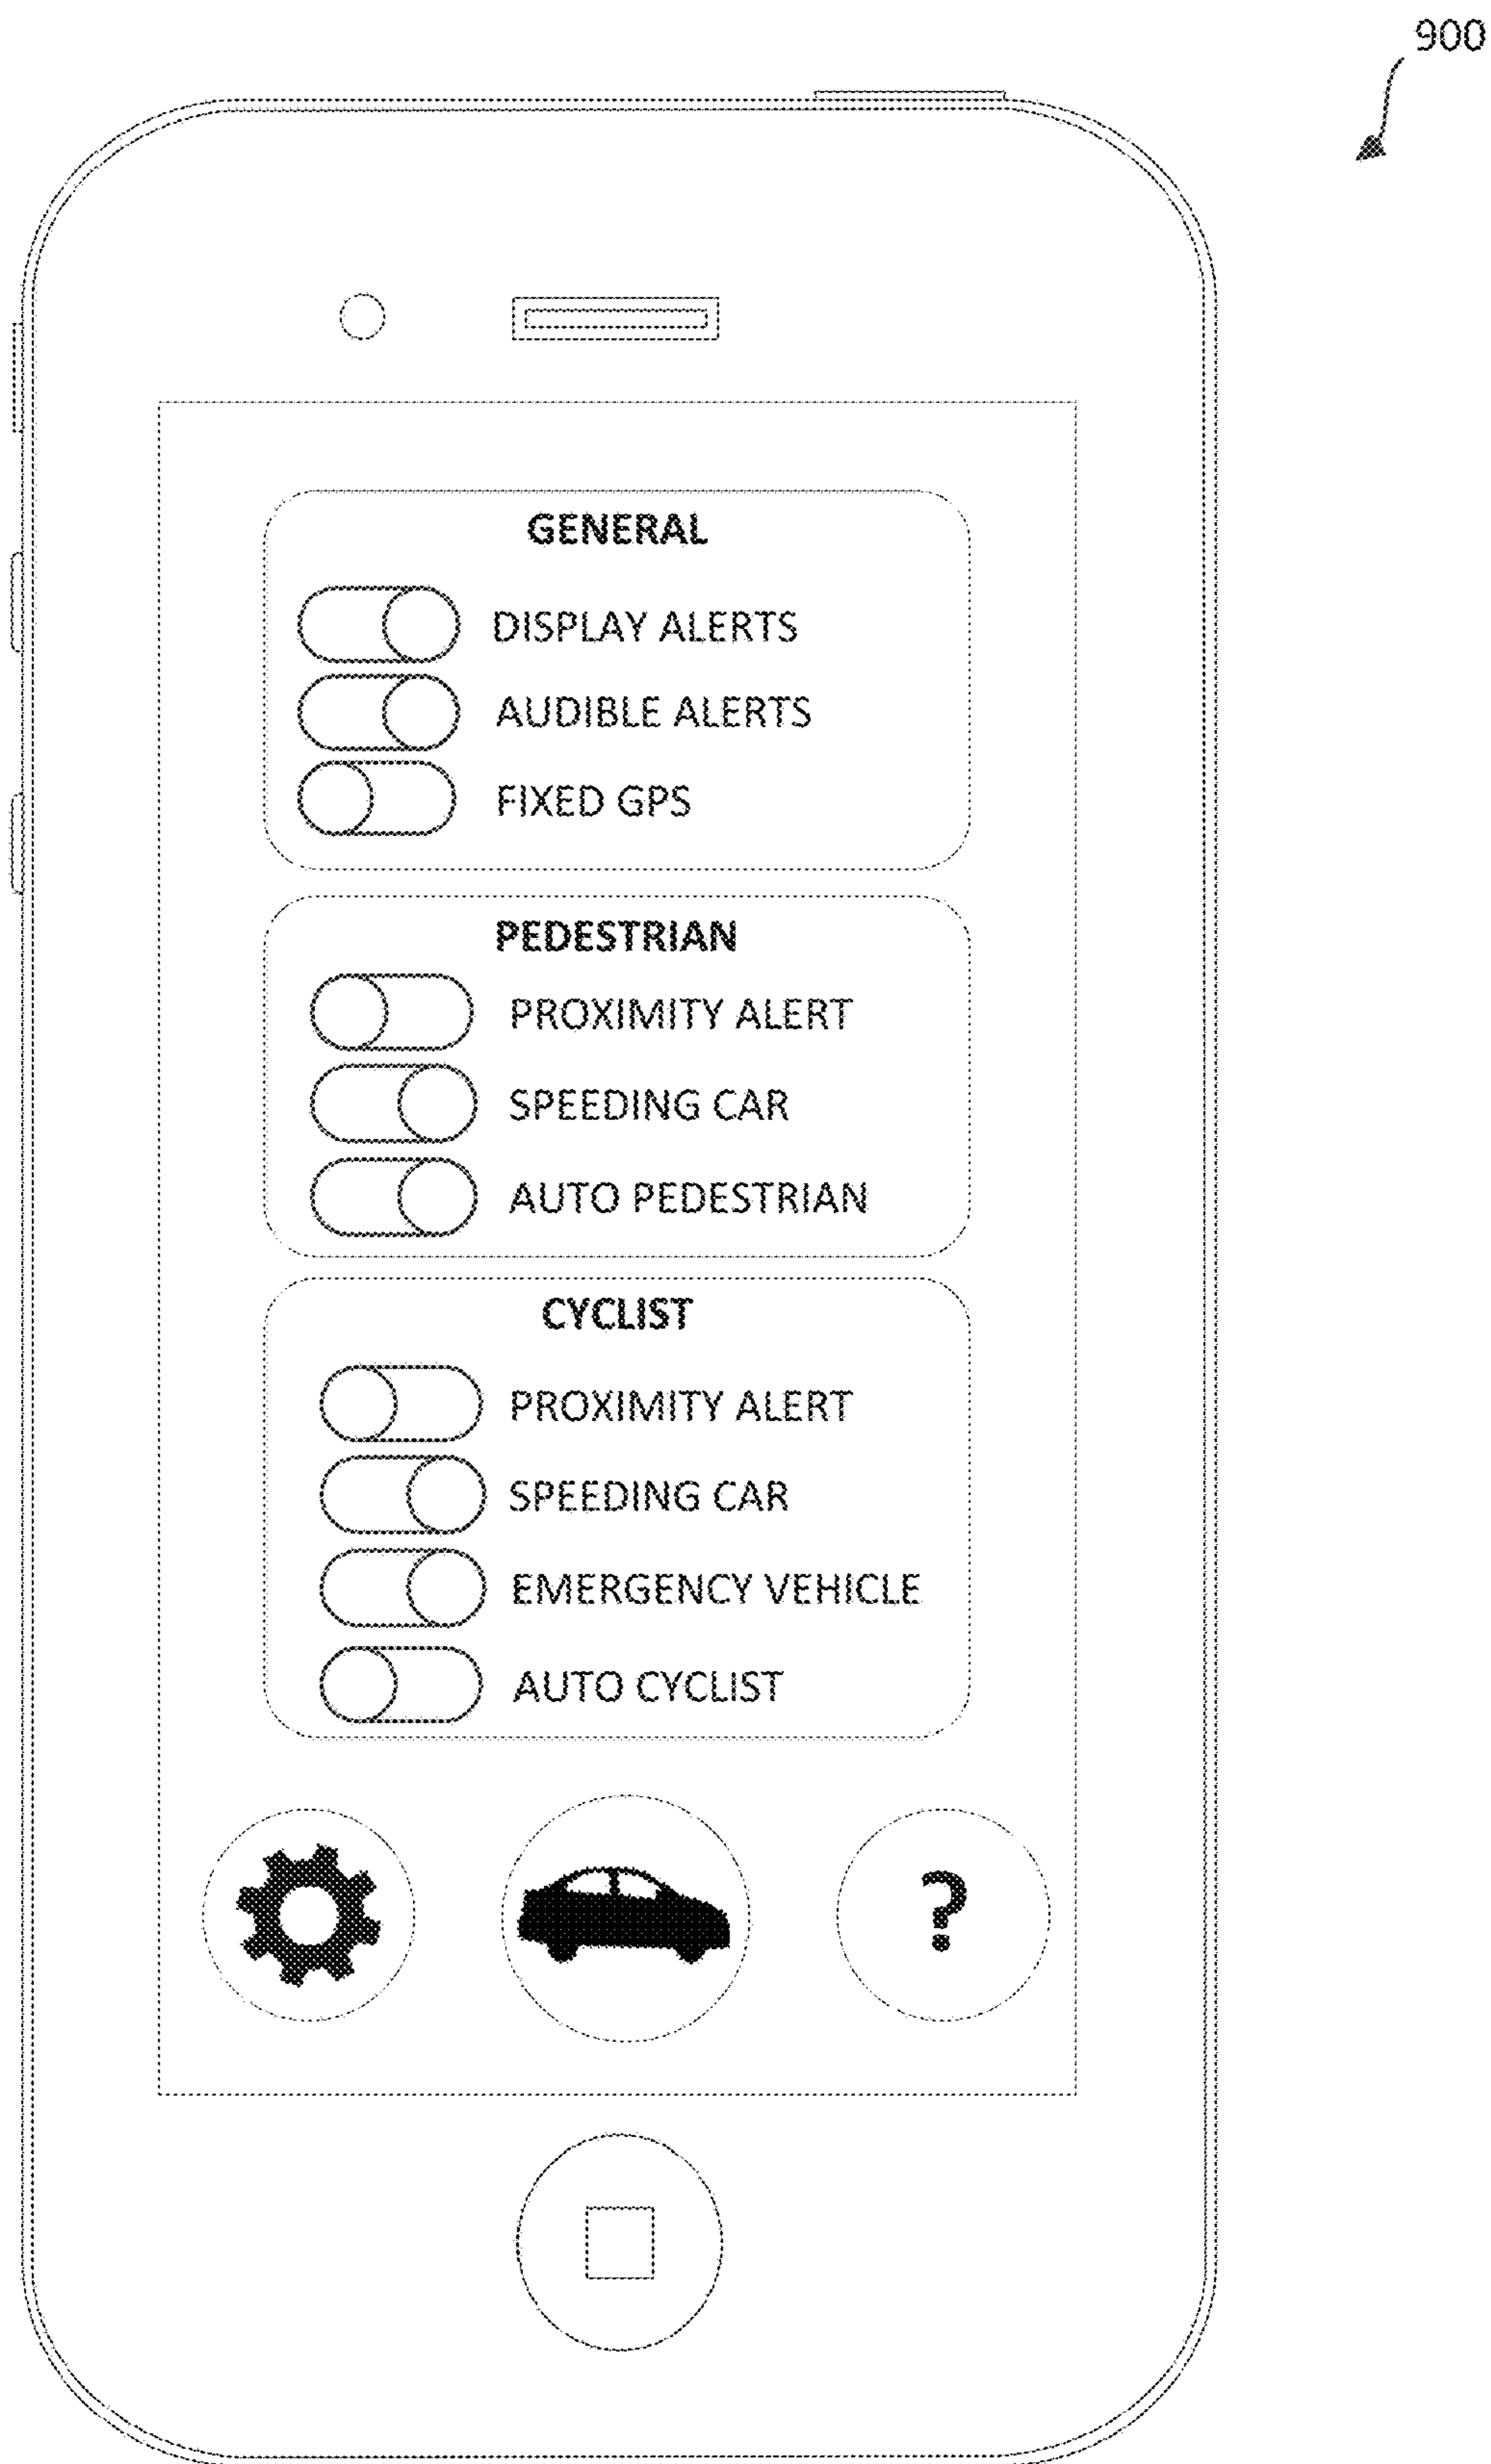 900
GENERAL
DISPLAY ALERTS
AUDIBLE ALERTS
FIXED GPS
PEDESTRIAN
PROXIMITY ALERT
SPEEDING CAR
AUTO PEDESTRIAN
CYCLIST
PROXIMITY ALERT
SPEEDING CAR
EMERGENCY VEHICLE
AUTO CYCLIST
?